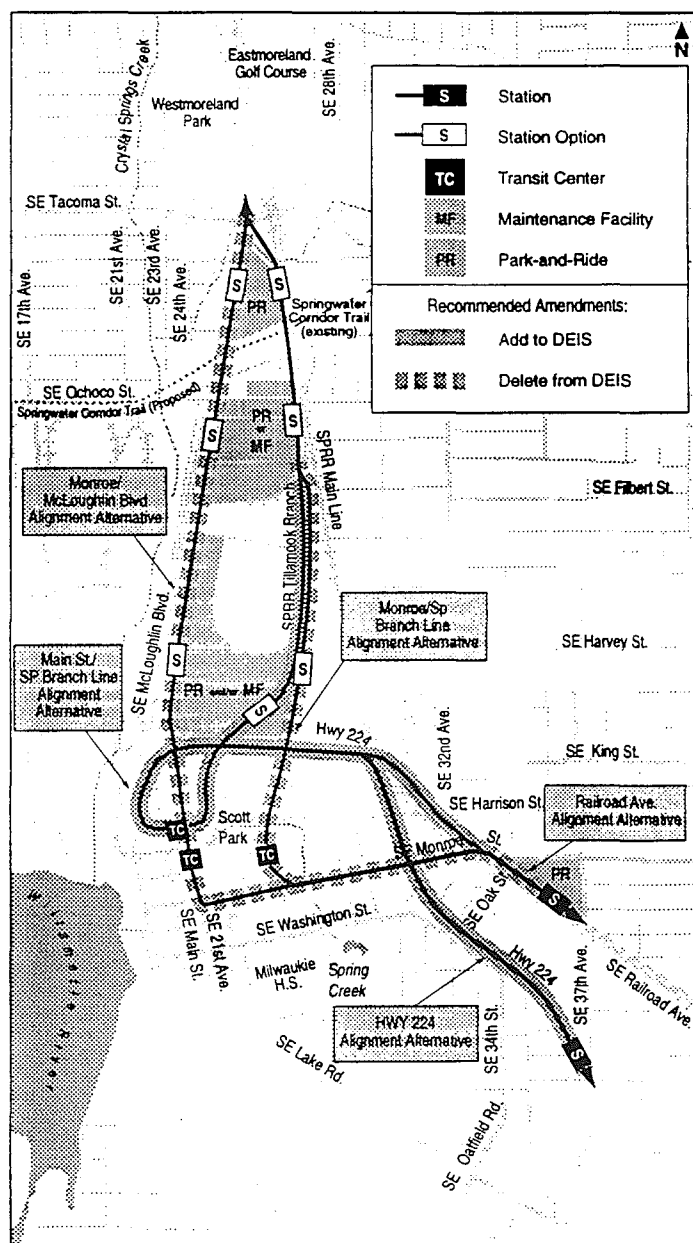 N
Eastmoreland
Golf Course
SE 28th Ave.
Westmoreland
Park
Crystal Springs Creek
S Station
S Station Option
TC Transit Center
MF Maintenance Facility
PR Park-and-Ride
Recommended Amendments:
Add to DEIS
Delete from DEIS
SE Tacoma St.
SE 17th Ave.
SE 21st Ave.
SE 23rd Ave.
SE 24th Ave.
S
S
PR
Springwater
Corridor Trail
(existing)
SE Ochoco St.
Springwater Corridor Trail (Proposed)
S
S
PR
or
MF
SPRR Main Line
SPRR Tillamook Branch
SE Filbert St.
Monroe/
McLoughlin Blvd
Alignment Alternative
Monroe/Sp
Branch Line
Alignment Alternative
SE Harvey St.
SE McLoughlin Blvd.
Main St./
SP Branch Line
Alignment
Alternative
S
S
PR and/or MF
S
Hwy 224
SE 32nd Ave.
SE King St.
SE Harrison St.
Railroad Ave.
Alignment Alternative
Scott
Park
TC
TC
TC
SE Monroe St.
PR
S
SE Oak St.
SE Washington St.
SE Main St.
SE 21st Ave.
Milwaukie
H.S.
Spring
Creek
Hwy 224
SE 37th Ave.
SE Railroad Ave.
HWY 224
Alignment Alternative
SE 34th St.
S
SE Lake Rd.
SE Oatfield Rd.
Willamette River